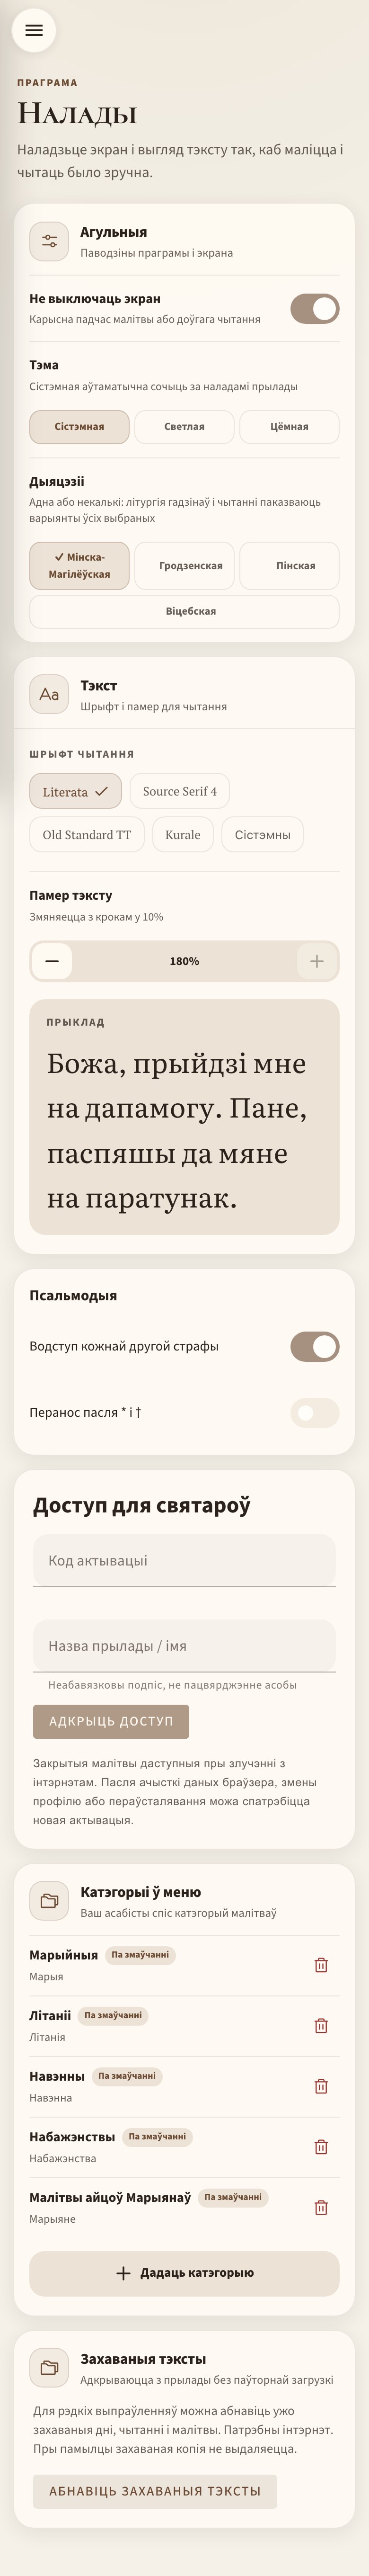 ПРАГРАМА
Налады
Наладзьце экран і выгляд тэксту так, каб маліцца і
чытаць было зручна.
Агульныя
Паводзіны праграмы і экрана
Не выключаць экран
Карысна падчас малітвы або доўгага чытання
Тэма
Сістэмная аўтаматычна сочыць за наладамі прылады
Сістэмная
Светлая
Цёмная
Дыяцэзіі
Адна або некалькі: літургія гадзінаў і чытанні паказваюць
варыянты ўсіх выбраных
✓ Мінска-
Магілёўская
Гродзенская
Пінская
Віцебская
Aa
Тэкст
Шрыфт і памер для чытання
ШРЫФТ ЧЫТАННЯ
Literata ✓
Source Serif 4
Old Standard TT
Kurale
Сістэмны
Памер тэксту
Змяняецца з крокам у 10%
180%
ПРЫКЛАД
Божа, прыйдзі мне
на дапамогу. Пане,
паспяшы да мяне
на паратунак.
Псальмодыя
Водступ кожнай другой страфы
Перанос пасля * і †
Доступ для святароў
Код актывацыі
Назва прылады / імя
Неабавязковы подпіс, не пацвярджэнне асобы
АДКРЫЦЬ ДОСТУП
Закрытыя малітвы даступныя пры злучэнні з
інтэрнэтам. Пасля ачысткі даных браўзера, змены
профілю або пераўсталявання можа спатрэбіцца
новая актывацыя.
Катэгорыі ў меню
Ваш асабісты спіс катэгорый малітваў
Марыйныя Па змаўчанні
Марыя
Літаніі Па змаўчанні
Літанія
Навэнны Па змаўчанні
Навэнна
Набажэнствы Па змаўчанні
Набажэнства
Малітвы айцоў Марыянаў Па змаўчанні
Марыяне
Дадаць катэгорыю
Захаваныя тэксты
Адкрываюцца з прылады без паўторнай загрузкі
Для рэдкіх выпраўленняў можна абнавіць ужо
захаваныя дні, чытанні і малітвы. Патрэбны інтэрнэт.
Пры памылцы захаваная копія не выдаляецца.
АБНАВІЦЬ ЗАХАВАНЫЯ ТЭКСТЫ